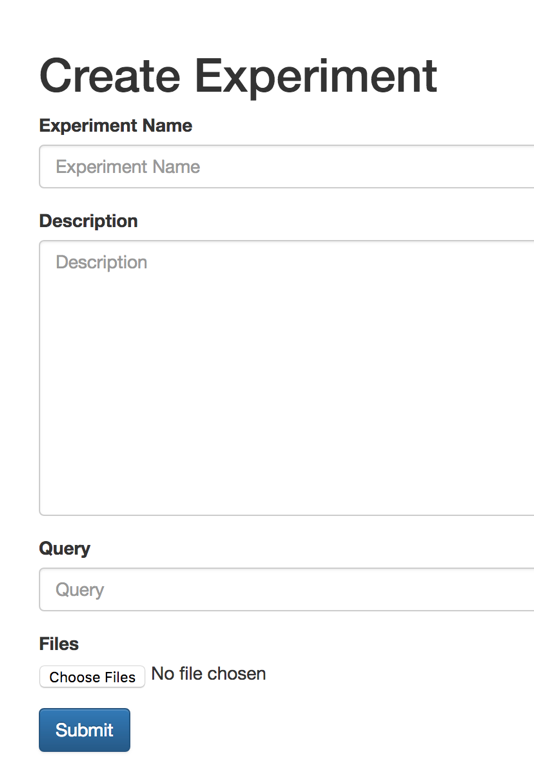 Create Experiment
Experiment Name
Experiment Name
Description
Description
Query
Query
Files
Choose Files No file chosen
Submit